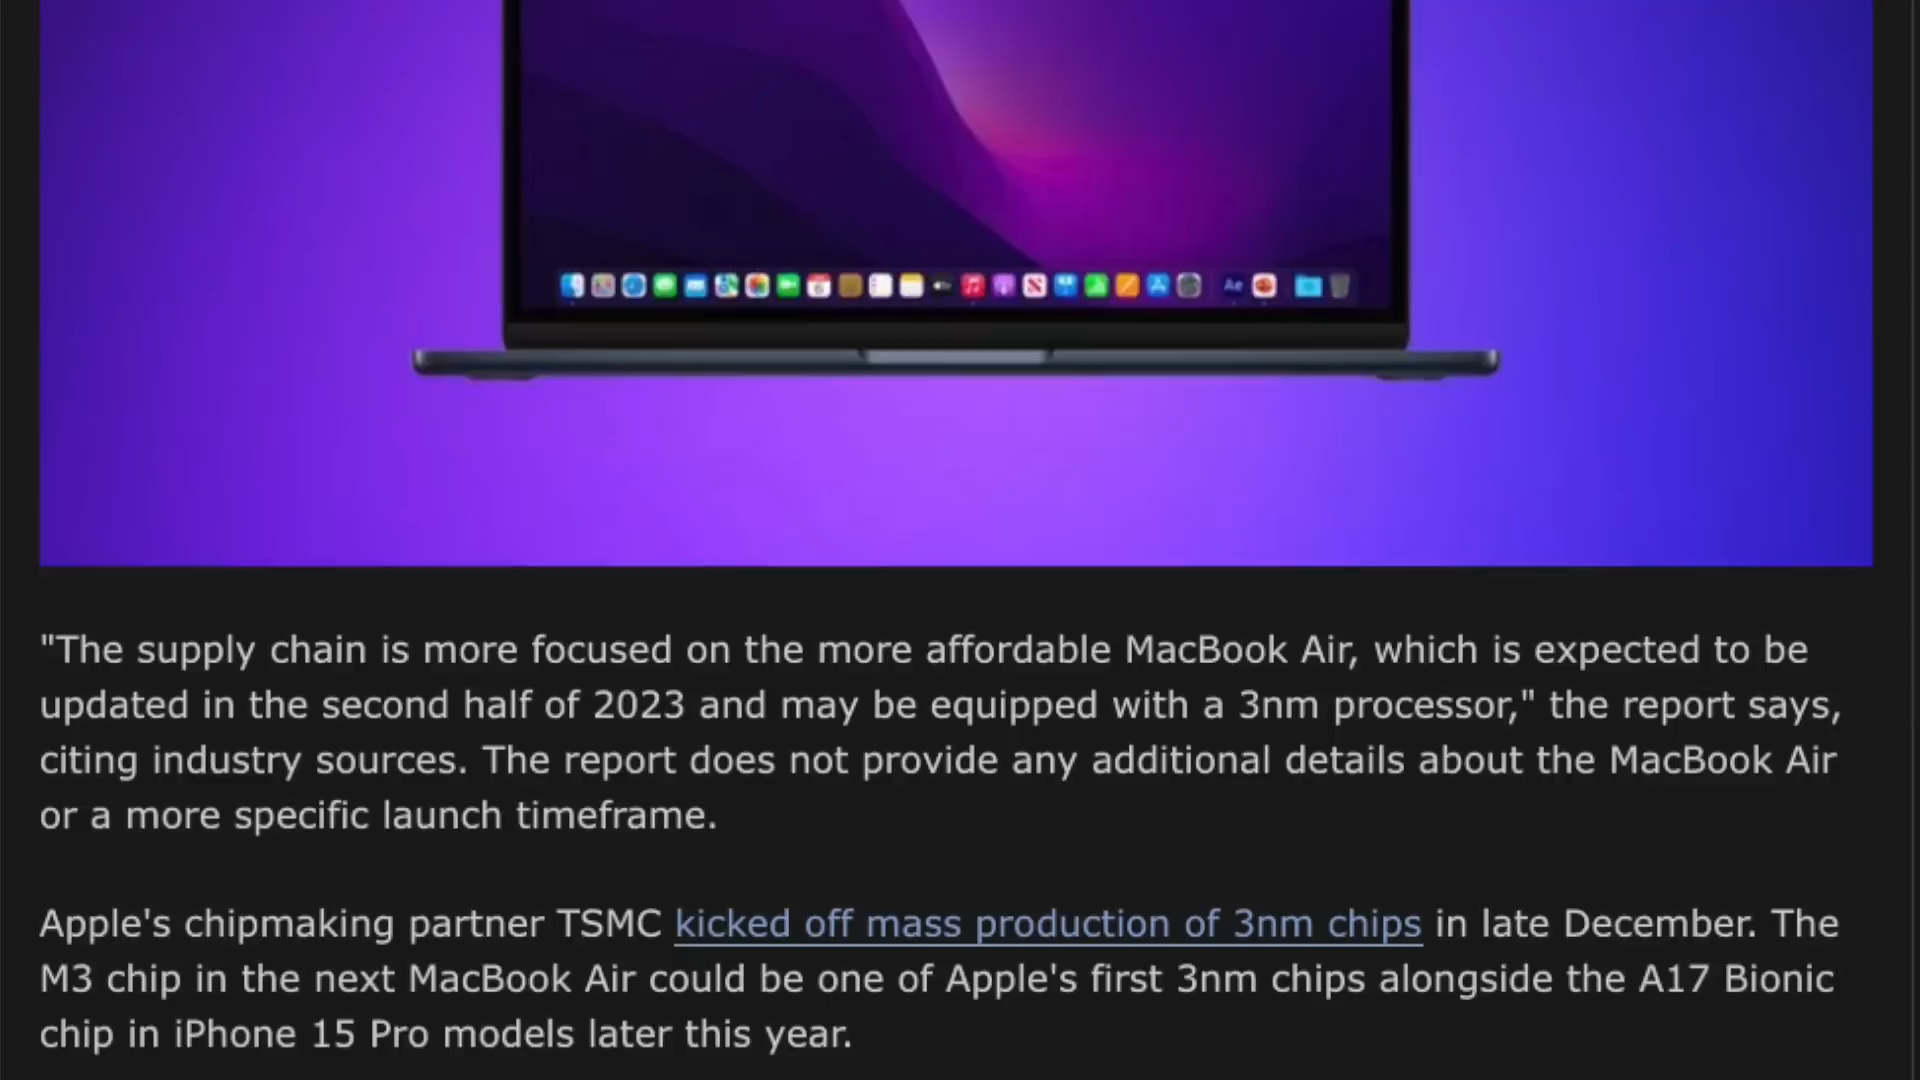 Ae
"The supply chain is more focused on the more affordable MacBook Air, which is expected to be
updated in the second half of 2023 and may be equipped with a 3nm processor," the report says,
citing industry sources. The report does not provide any additional details about the MacBook Air
or a more specific launch timeframe.
Apple's chipmaking partner TSMC kicked off mass production of 3nm chips in late December. The
M3 chip in the next MacBook Air could be one of Apple's first 3nm chips alongside the A17 Bionic
chip in iPhone 15 Pro models later this year.